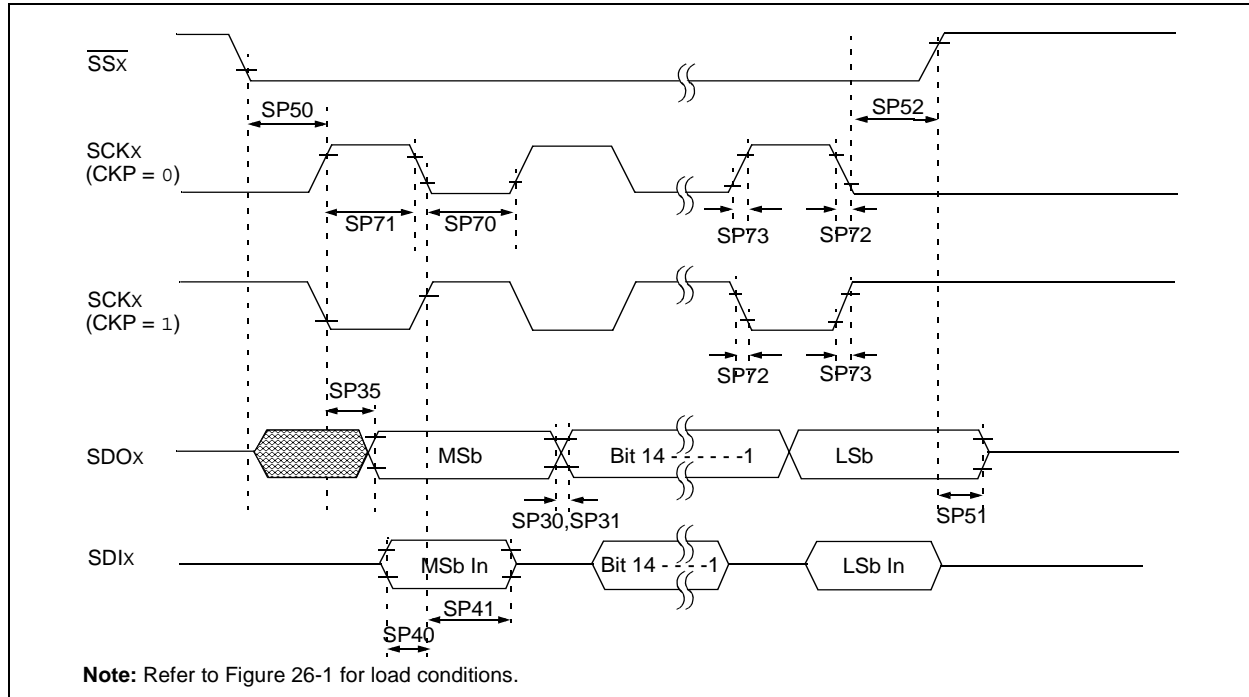 SSX
SP50
SP52
SCKX
(CKP = 0)
SP71
SP70
SP73
SP72
SCKX
(CKP = 1)
SP35
SP72
SP73
SDOX
MSb
Bit 14 - - - - - -1
LSb
SP30,SP31
SP51
SDIX
MSb In
Bit 14 - - - -1
LSb In
SP41
SP40
Note: Refer to Figure 26-1 for load conditions.